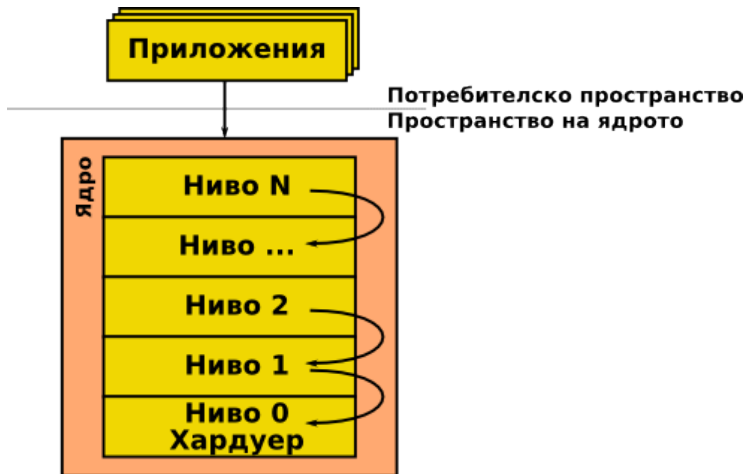 Приложения
Потребителско пространство
Пространство на ядрото
Ядро
Ниво N
Ниво ...
Ниво 2
Ниво 1
Ниво 0
Хардуер